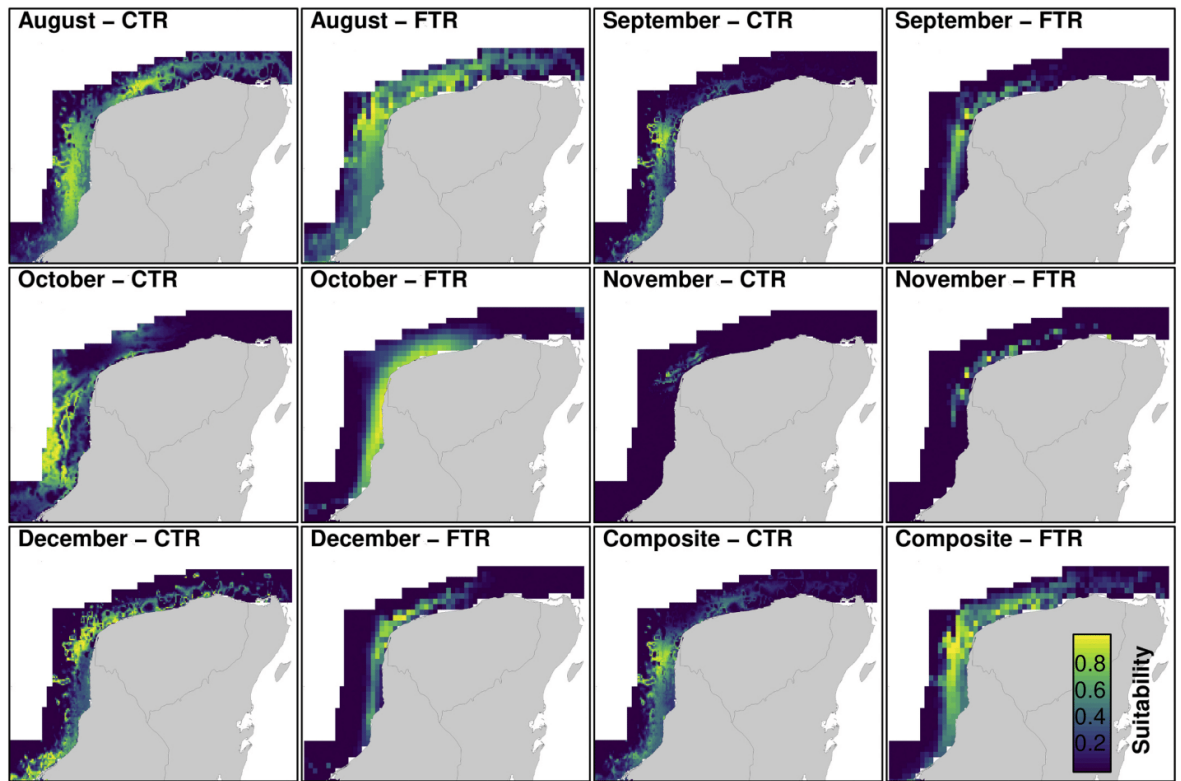 August – CTR
August – FTR
September – CTR
September – FTR
October – CTR
October – FTR
November – CTR
November – FTR
December – CTR
December – FTR
Composite – CTR
Composite – FTR
0.8
0.6
0.4
0.2
Suitability